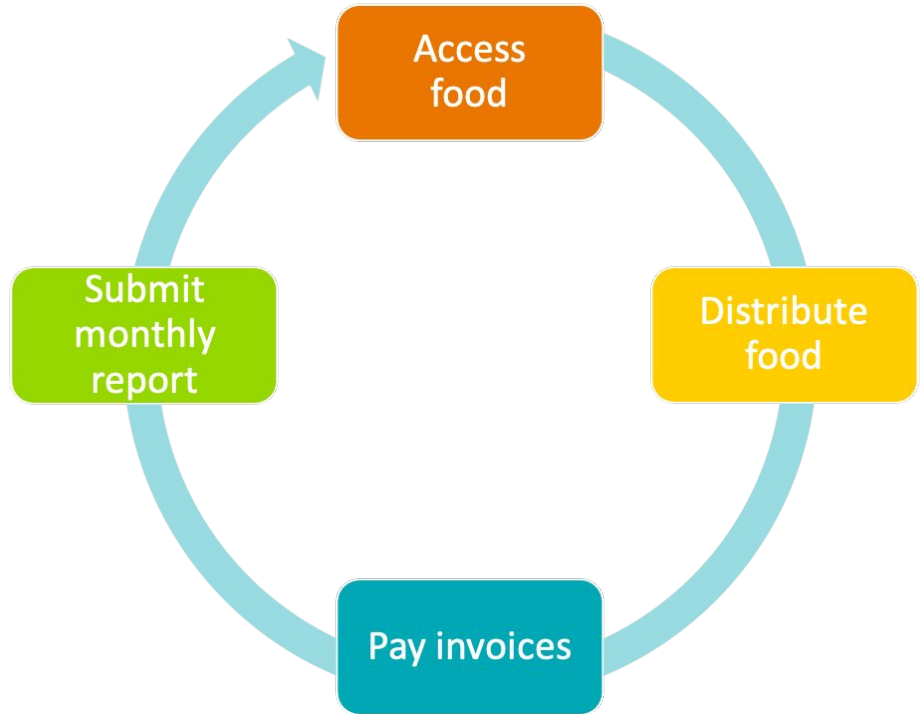 Access
food
Distribute
food
Pay invoices
Submit
monthly
report